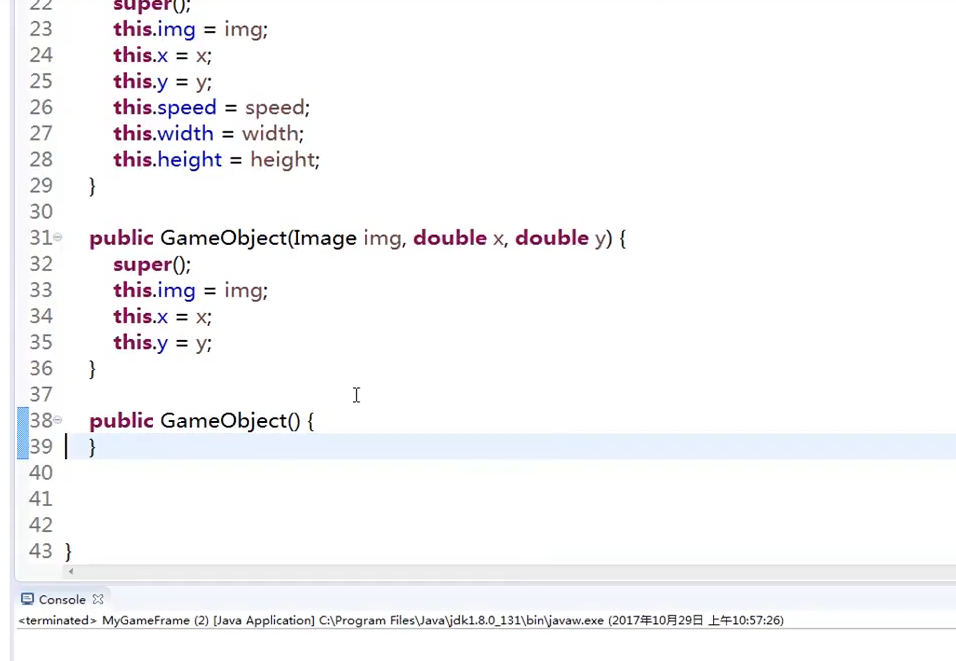 22 super();
23 this.img = img;
24 this.x = x;
25 this.y = y;
26 this.speed = speed;
27 this.width = width;
28 this.height = height;
29 }
30
31 public GameObject(Image img, double x, double y) {
32 super();
33 this.img = img;
34 this.x = x;
35 this.y = y;
36 }
37
38 public GameObject() {
39 }
40
41
42
43 }
Console
<terminated> MyGameFrame (2) [Java Application] C:\Program Files\Java\jdk1.8.0_131\bin\javaw.exe (2017年10月29日 上午10:57:26)